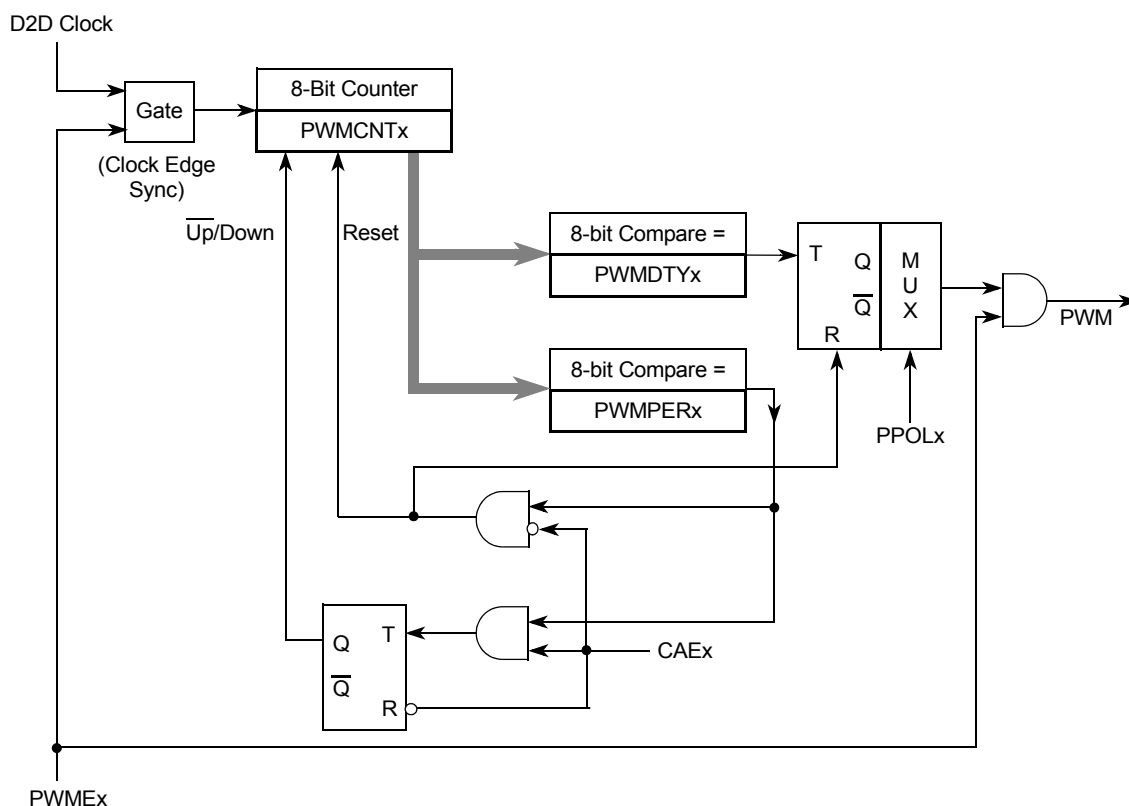 D2D Clock
Gate
(Clock Edge
Sync)
8-Bit Counter
PWMCNTx
Up/Down
Reset
8-bit Compare =
PWMDTYx
T
Q
Q
R
M
U
X
PWM
8-bit Compare =
PWMPERx
PPOLx
Q
T
Q
R
CAEx
PWMEx